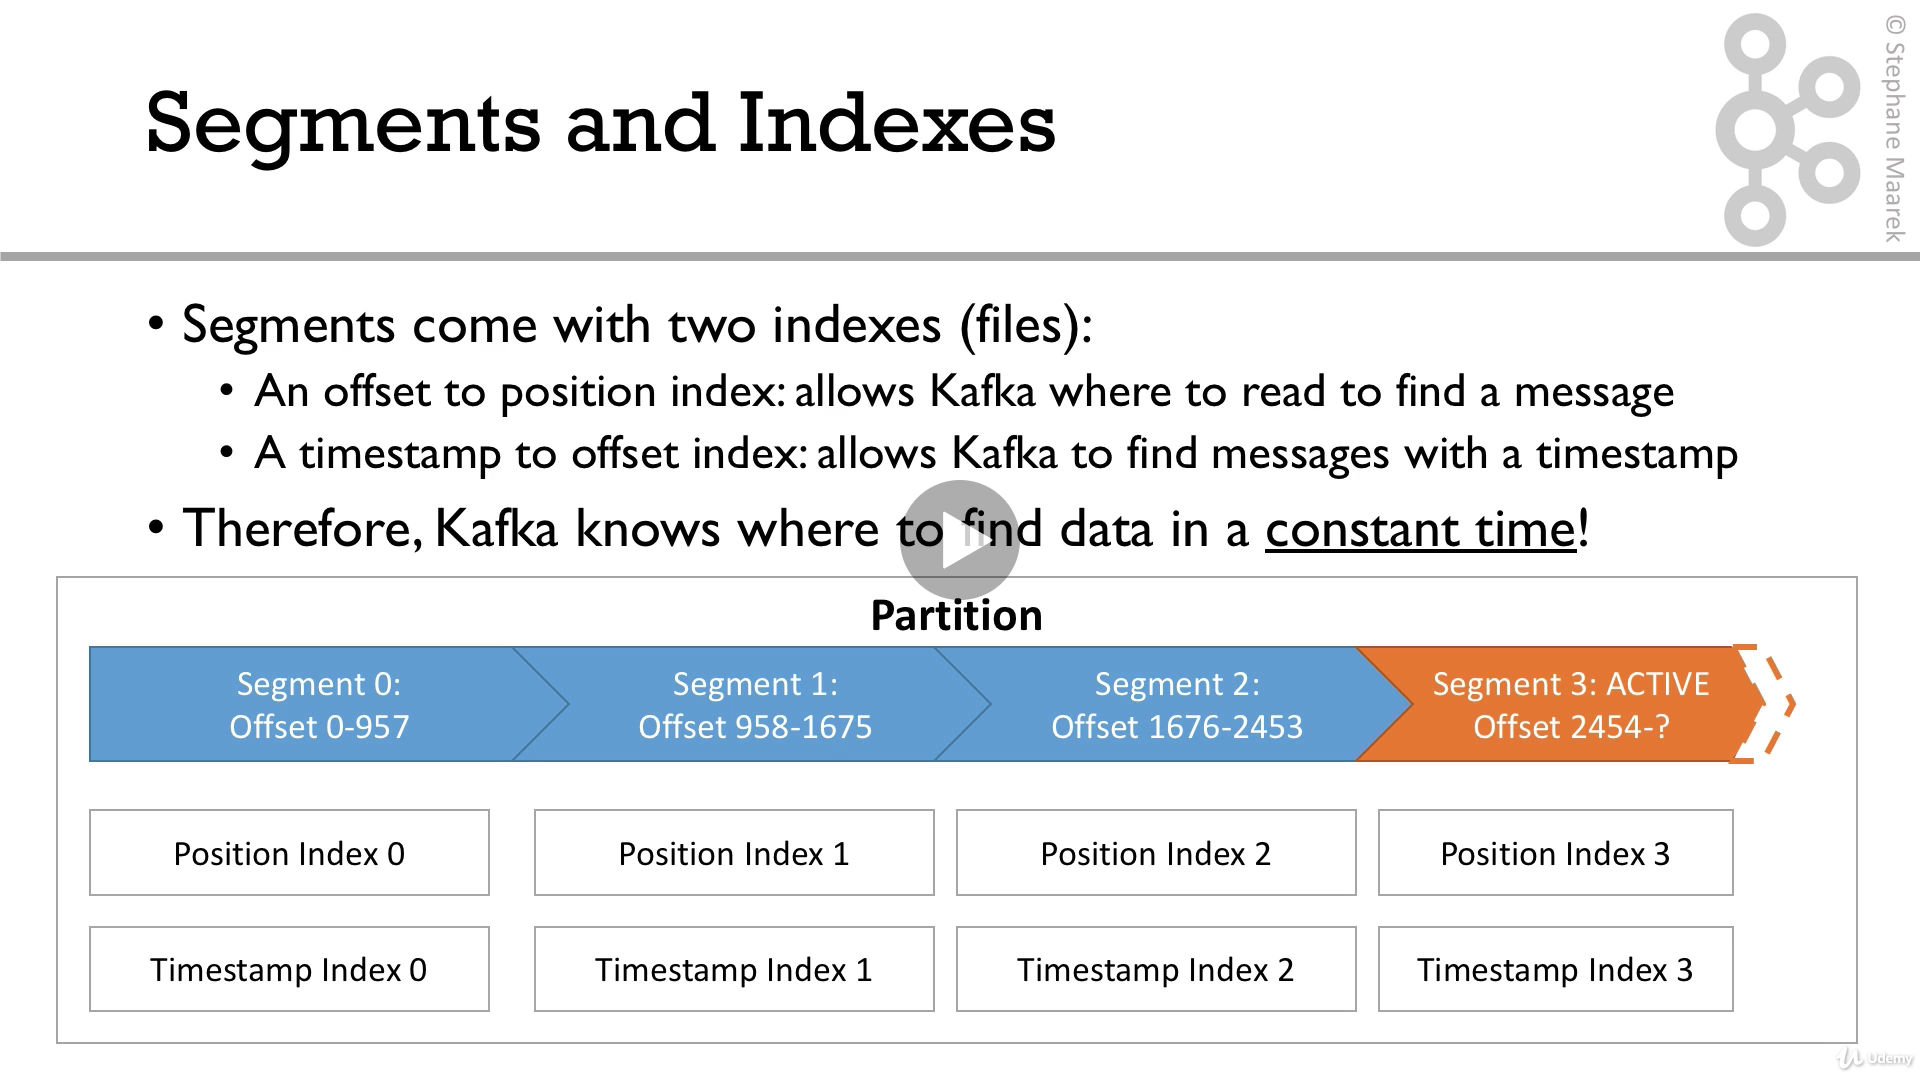 Segments and Indexes
© Stephane Maarek
• Segments come with two indexes (files):
• An offset to position index: allows Kafka where to read to find a message
• A timestamp to offset index: allows Kafka to find messages with a timestamp
• Therefore, Kafka knows where to find data in a constant time!
Partition
Segment 0:
Offset 0-957
Segment 1:
Offset 958-1675
Segment 2:
Offset 1676-2453
Segment 3: ACTIVE
Offset 2454-?
Position Index 0
Position Index 1
Position Index 2
Position Index 3
Timestamp Index 0
Timestamp Index 1
Timestamp Index 2
Timestamp Index 3
Udemy